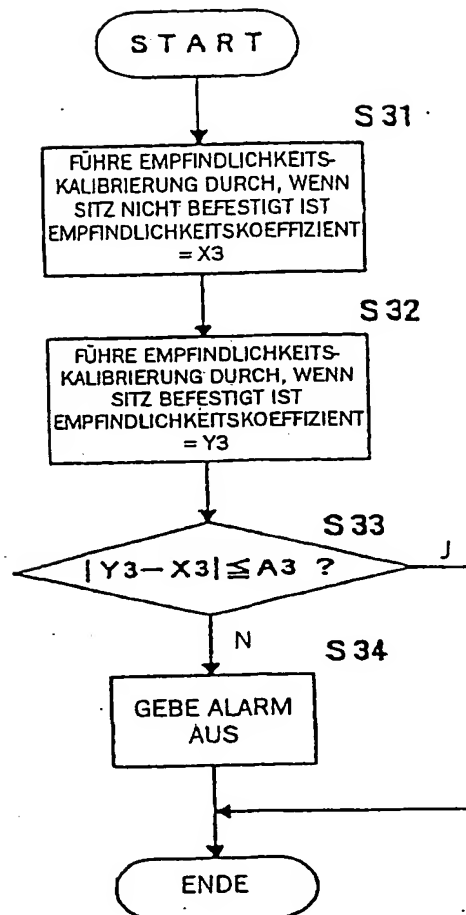 START
S31
FÜHRE EMPFINDLICHKEITS-
KALIBRIERUNG DURCH, WENN
SITZ NICHT BEFESTIGT IST
EMPFINDLICHKEITSKOEFFIZIENT
= X3
S32
FÜHRE EMPFINDLICHKEITS-
KALIBRIERUNG DURCH, WENN
SITZ BEFESTIGT IST
EMPFINDLICHKEITSKOEFFIZIENT
= Y3
S33
|Y3−X3|≦A3 ?
J
N
S34
GEBE ALARM
AUS
ENDE